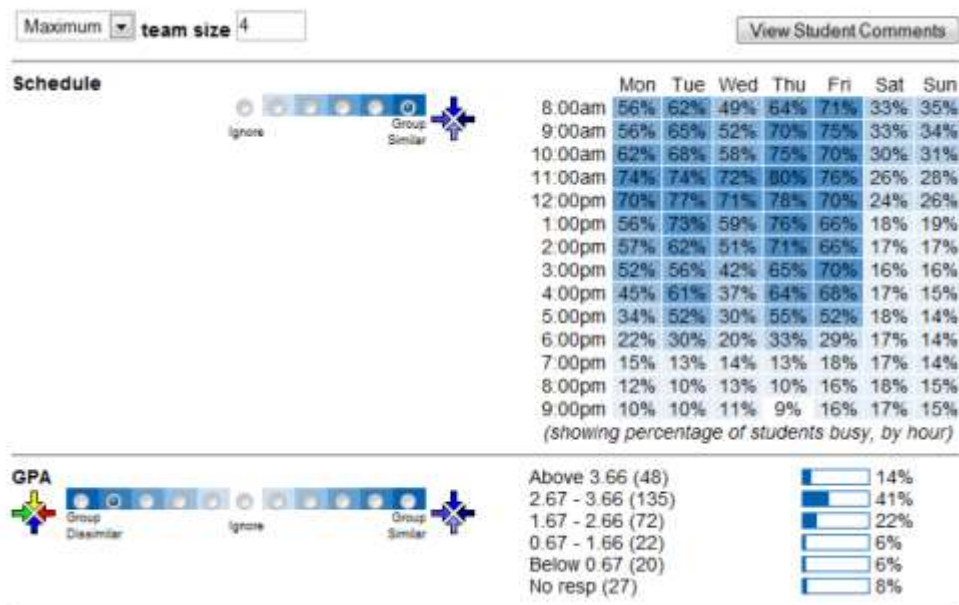 Maximum team size 4
View Student Comments
Schedule
Ignore
Group Similar
Mon Tue Wed Thu Fri Sat Sun
8:00am 56% 62% 49% 64% 71% 33% 35%
9:00am 56% 65% 52% 70% 75% 33% 34%
10:00am 62% 68% 58% 75% 70% 30% 31%
11:00am 74% 74% 72% 80% 76% 26% 28%
12:00pm 70% 77% 71% 78% 70% 24% 26%
1:00pm 56% 73% 59% 76% 66% 18% 19%
2:00pm 57% 62% 51% 71% 66% 17% 17%
3:00pm 52% 56% 42% 65% 70% 16% 16%
4:00pm 45% 61% 37% 64% 68% 17% 15%
5:00pm 34% 52% 30% 55% 52% 18% 14%
6:00pm 22% 30% 20% 33% 29% 17% 14%
7:00pm 15% 13% 14% 13% 18% 17% 14%
8:00pm 12% 10% 13% 10% 16% 18% 15%
9:00pm 10% 10% 11% 9% 16% 17% 15%
(showing percentage of students busy, by hour)
GPA
Group Dissimilar
Ignore
Group Similar
Above 3.66 (48) 14%
2.67 - 3.66 (135) 41%
1.67 - 2.66 (72) 22%
0.67 - 1.66 (22) 6%
Below 0.67 (20) 6%
No resp (27) 8%